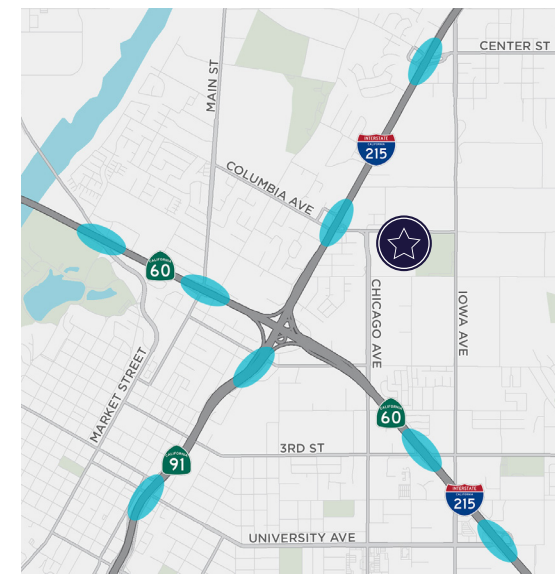 CENTER ST
MAIN ST
INTERSTATE
CALIFORNIA
215
COLUMBIA AVE
CALIFORNIA
60
CHICAGO AVE
IOWA AVE
MARKET STREET
CALIFORNIA
60
3RD ST
CALIFORNIA
91
INTERSTATE
CALIFORNIA
215
UNIVERSITY AVE